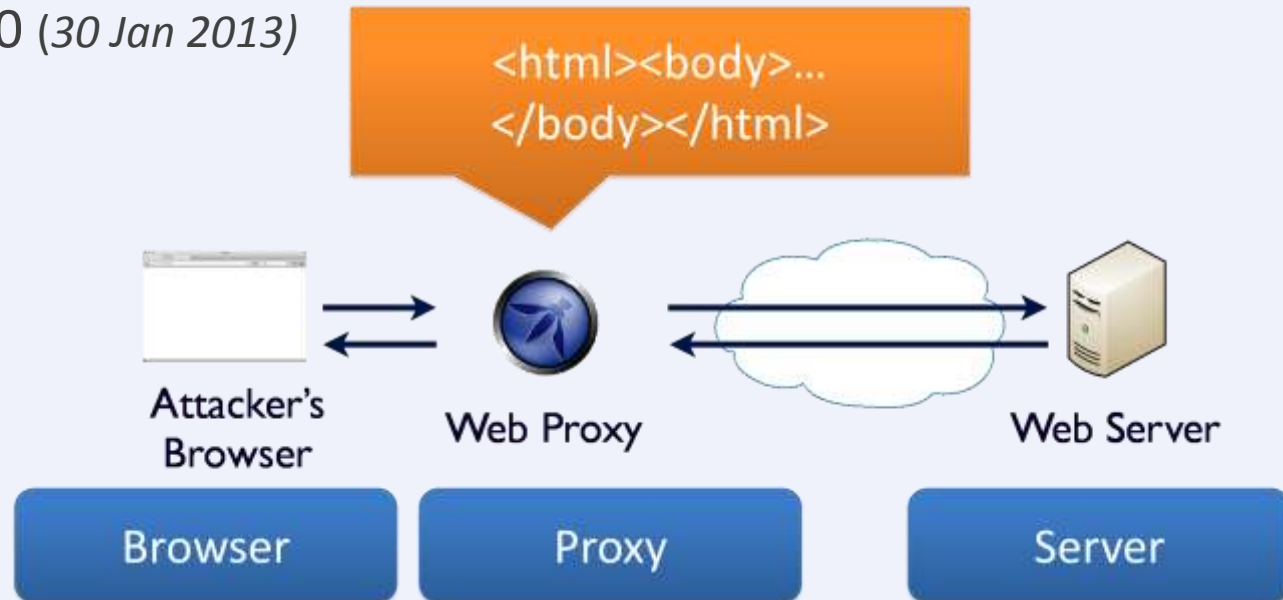 0 (30 Jan 2013)
<html><body>...
</body></html>
Attacker's
Browser
Web Proxy
Web Server
Browser
Proxy
Server